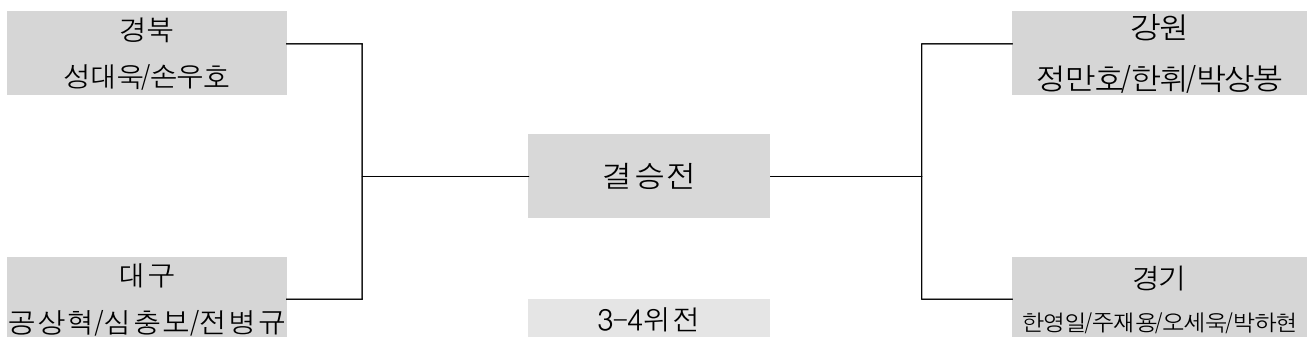 경북
성대욱/손우호
강원
정만호/한휘/박상봉
결승전
대구
공상혁/심충보/전병규
3-4위전
경기
한영일/주재용/오세욱/박하현